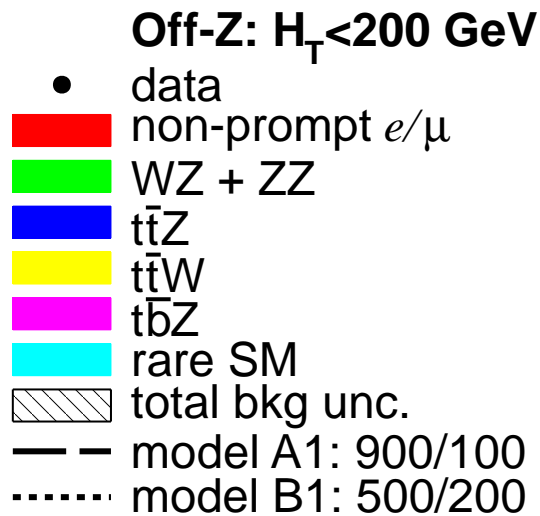 Off-Z: H_T<200 GeV
data
non-prompt e/μ
WZ + ZZ
tt̄Z
tt̄W
tb̄Z
rare SM
total bkg unc.
model A1: 900/100
model B1: 500/200